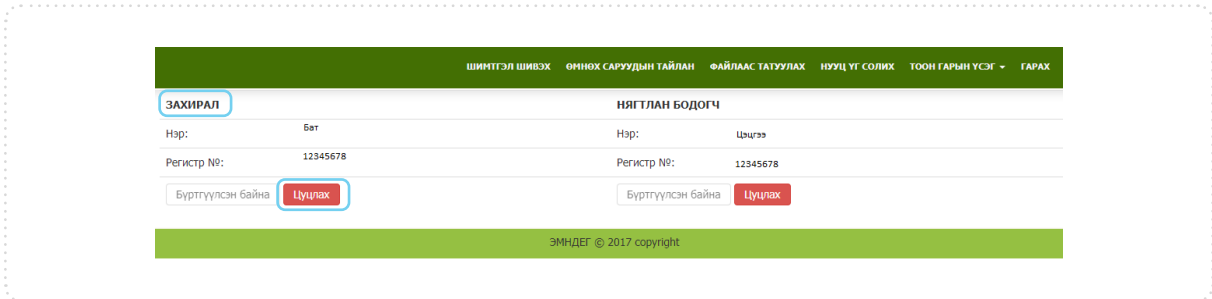 ШИМТГЭЛ ШИВЭХ ӨМНӨХ САРУУДЫН ТАЙЛАН ФАЙЛААС ТАТУУЛАХ НУУЦ ҮГ СОЛИХ ТООН ГАРЫН ҮСЭГ ГАРАХ
ЗАХИРАЛ НЯГТЛАН БОДОГЧ
Нэр: Бат Нэр: Цэцгээ
Регистр №: 12345678 Регистр №: 12345678
Бүртгүүлсэн байна Цуцлах Бүртгүүлсэн байна Цуцлах
ЭМНДЕГ © 2017 copyright